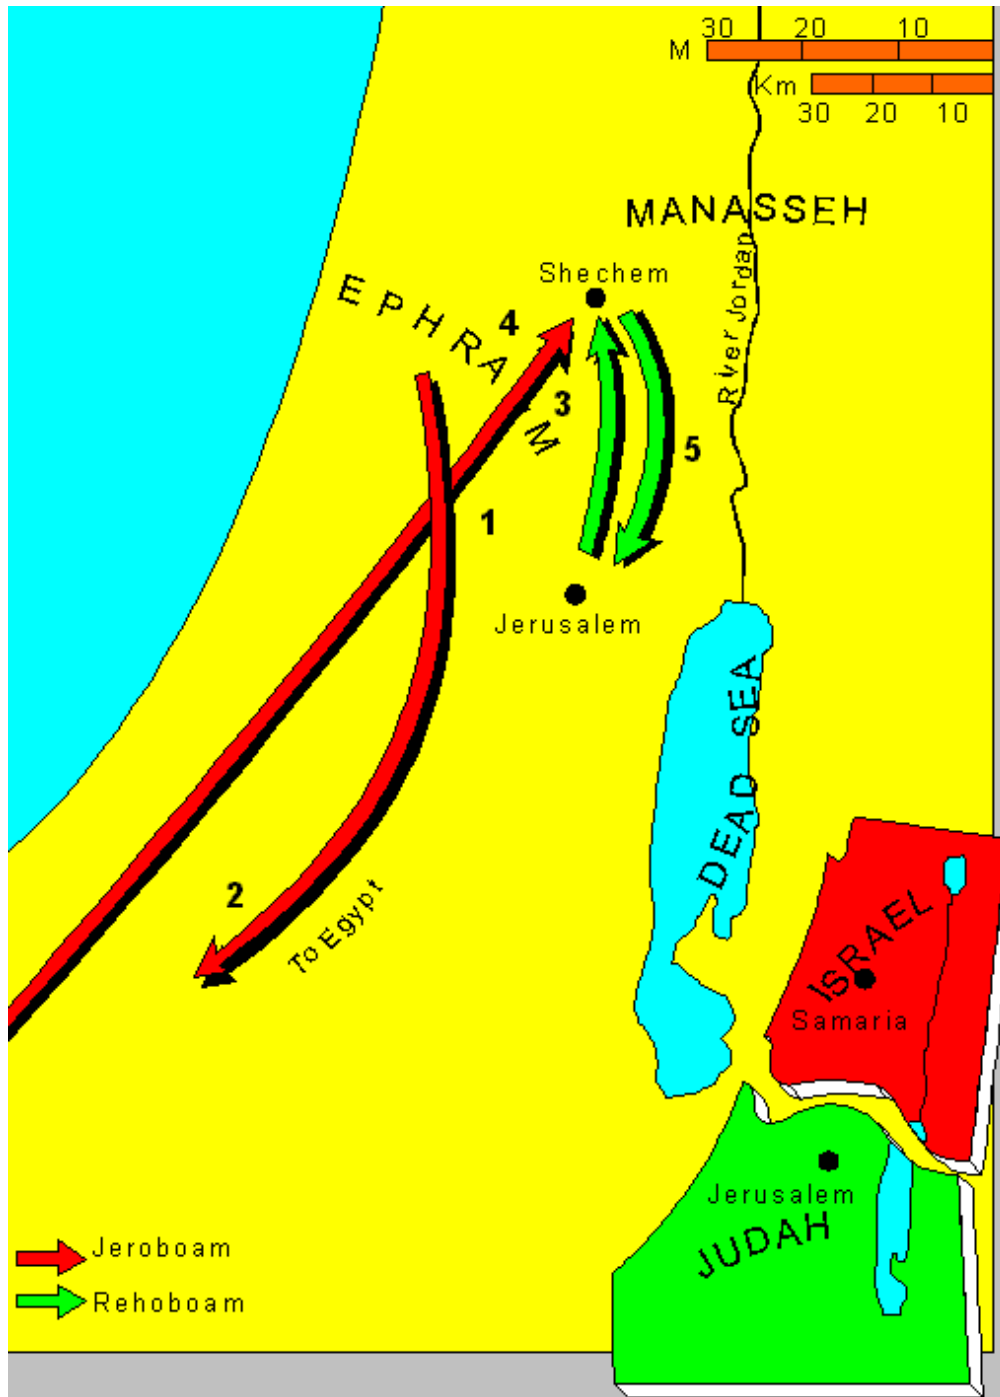 30 20 10
M
Km
30 20 10
MANASSEH
River Jordan
Shechem
EPHRAIM
4
3
5
1
Jerusalem
DEAD SEA
2
To Egypt
ISRAEL
Samaria
Jerusalem
JUDAH
Jeroboam
Rehoboam